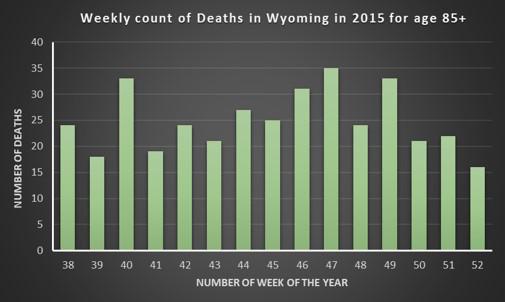 Weekly count of Deaths in Wyoming in 2015 for age 85+
NUMBER OF DEATHS
40
35
30
25
20
15
10
5
0
38 39 40 41 42 43 44 45 46 47 48 49 50 51 52
NUMBER OF WEEK OF THE YEAR